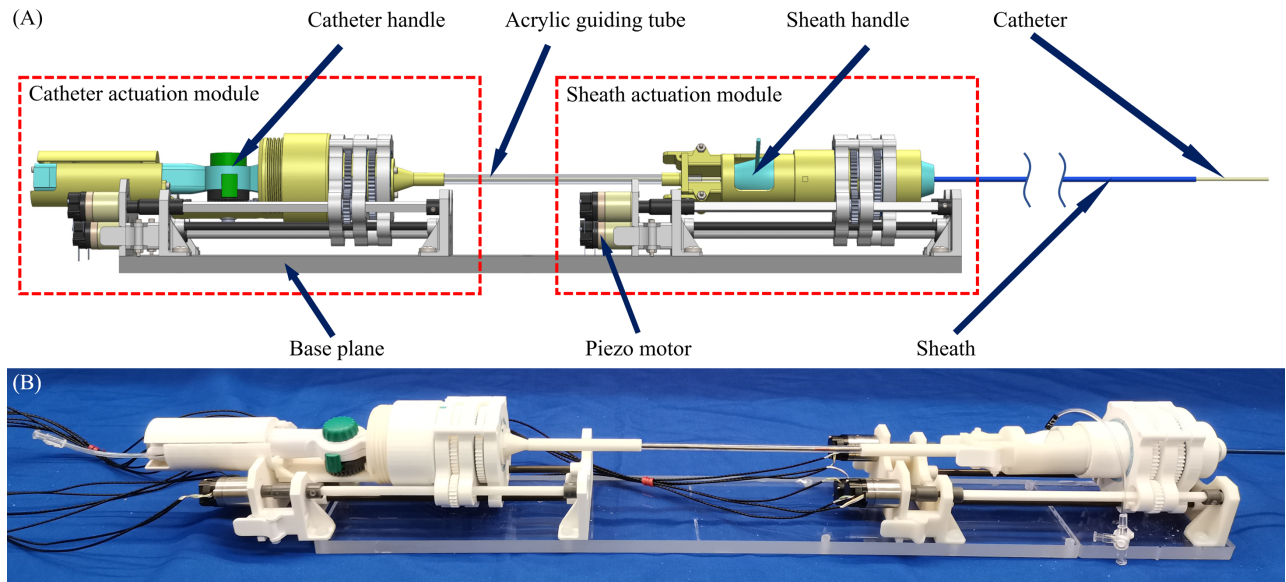 (A)
Catheter handle
Acrylic guiding tube
Sheath handle
Catheter
Catheter actuation module
Sheath actuation module
Base plane
Piezo motor
Sheath
(B)